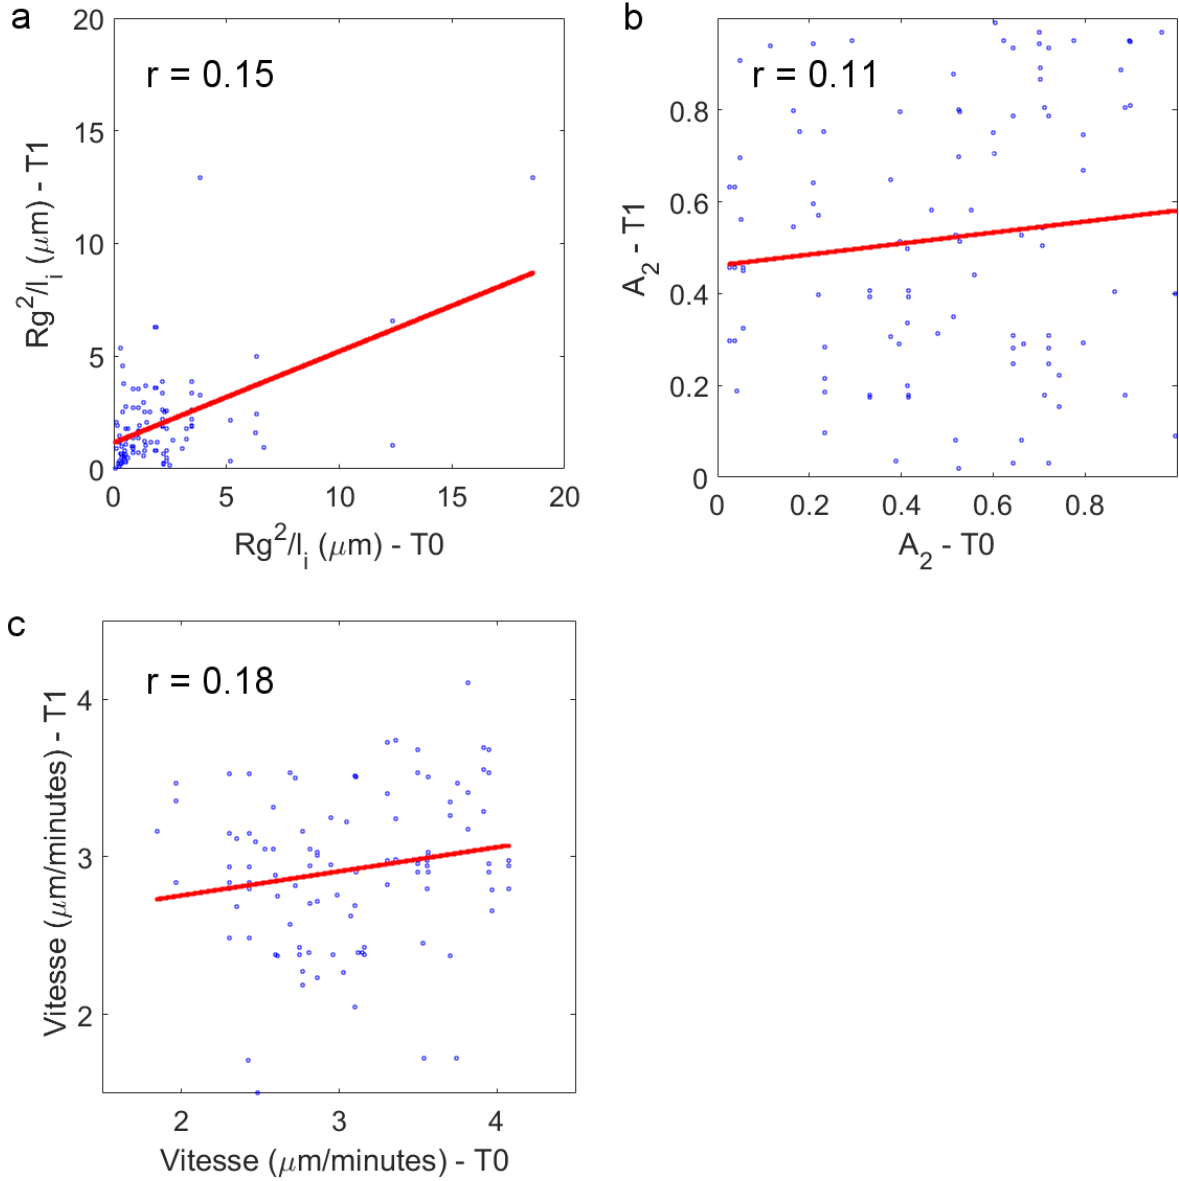 a
r = 0.15
20
15
10
5
0
Rg²/lᵢ (μm) - T1
0 5 10 15 20
Rg²/lᵢ (μm) - T0
b
r = 0.11
0.8
0.6
0.4
0.2
0
A₂ - T1
0 0.2 0.4 0.6 0.8
A₂ - T0
c
r = 0.18
4
3
2
Vitesse (μm/minutes) - T1
2 3 4
Vitesse (μm/minutes) - T0